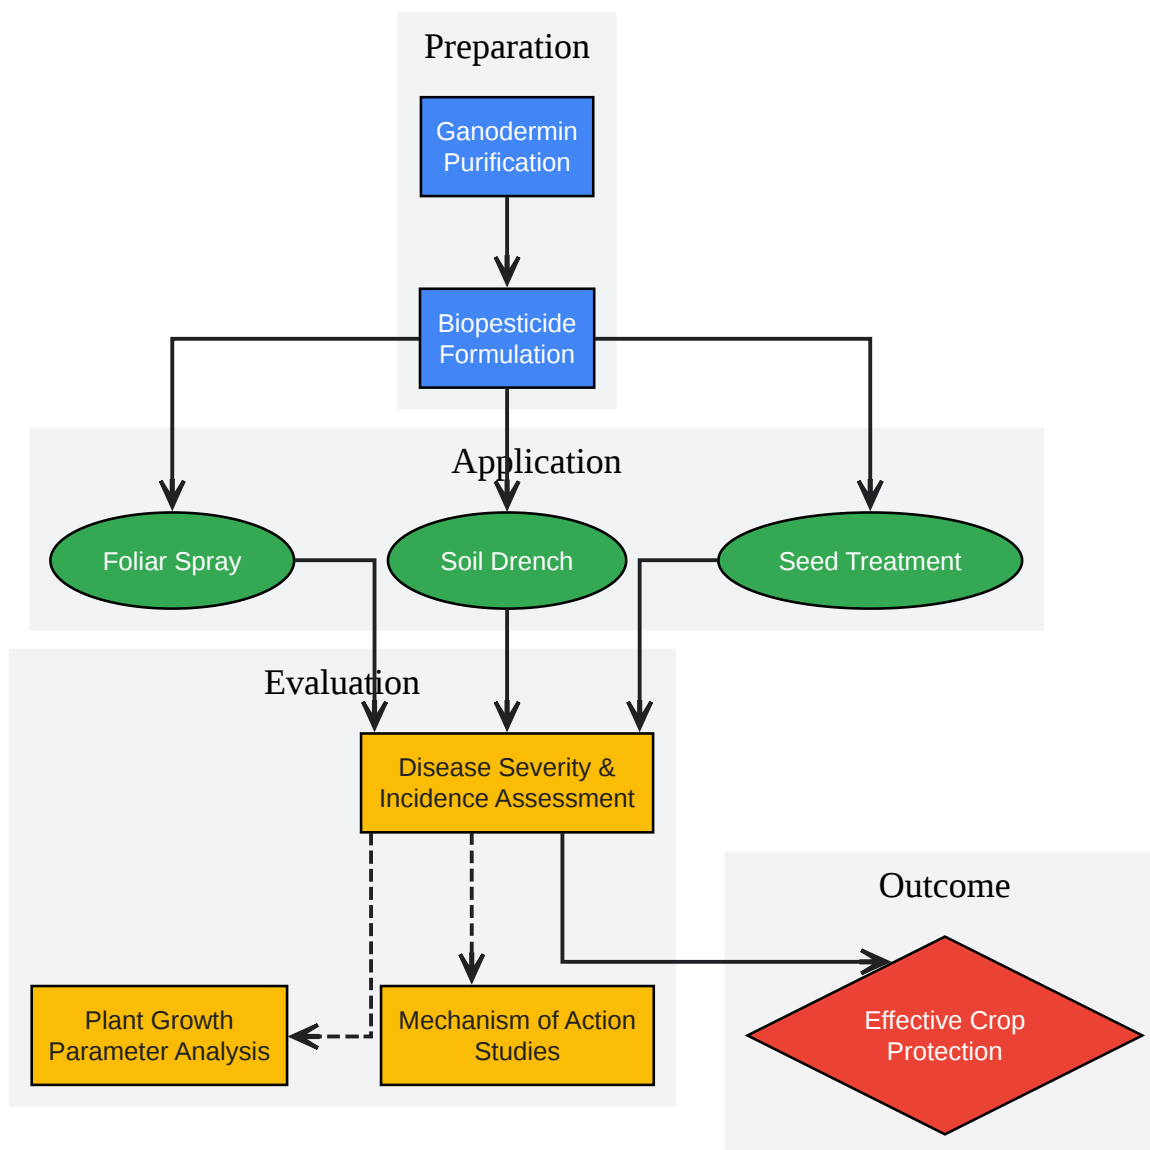 Preparation
Ganodermin
Purification
Biopesticide
Formulation
Application
Foliar Spray
Soil Drench
Seed Treatment
Evaluation
Disease Severity &
Incidence Assessment
Outcome
Plant Growth
Parameter Analysis
Mechanism of Action
Studies
Effective Crop
Protection